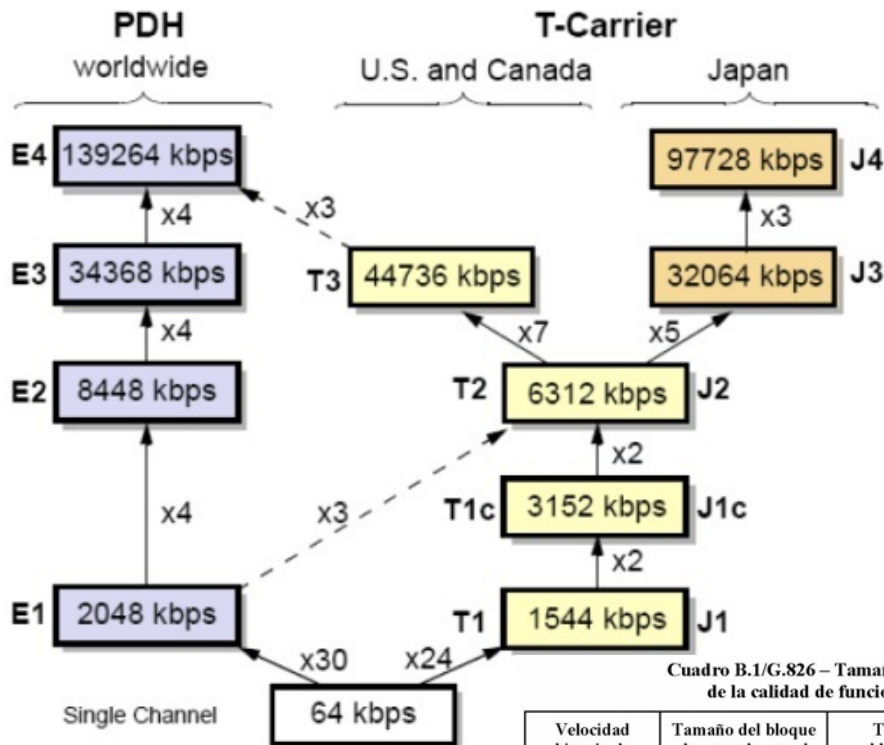 PDH T-Carrier
worldwide U.S. and Canada Japan
E4 139264 kbps 97728 kbps J4
x4 x3 x3
E3 34368 kbps T3 44736 kbps 32064 kbps J3
x4 x7 x5
E2 8448 kbps T2 6312 kbps J2
x2
x4 x3 T1c 3152 kbps J1c
x2
E1 2048 kbps T1 1544 kbps J1
x30 x24
Cuadro B.1/G.826 –
de la calidad de
Single Channel 64 kbps
Velocidad Tamaño del bloque